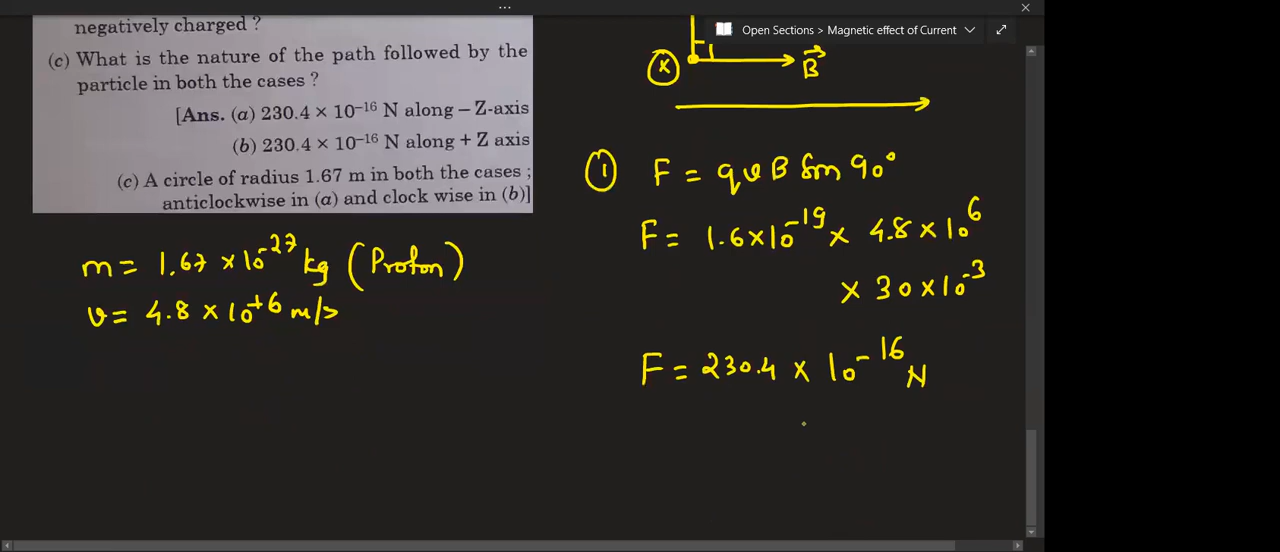 negatively charged ?
(c) What is the nature of the path followed by the
particle in both the cases ?
[Ans. (a) 230.4 × 10⁻¹⁶ N along – Z-axis
(b) 230.4 × 10⁻¹⁶ N along + Z axis
(c) A circle of radius 1.67 m in both the cases ;
anticlockwise in (a) and clock wise in (b)]
m = 1.67 × 10⁻²⁷ kg (Proton)
v = 4.8 × 10⁺⁶ m/s
Open Sections > Magnetic effect of Current
x
B⃗
① F = qvB Sin 90°
F = 1.6×10⁻¹⁹ × 4.8 × 10⁶
× 30 × 10⁻³
F = 230.4 × 10⁻¹⁶ N